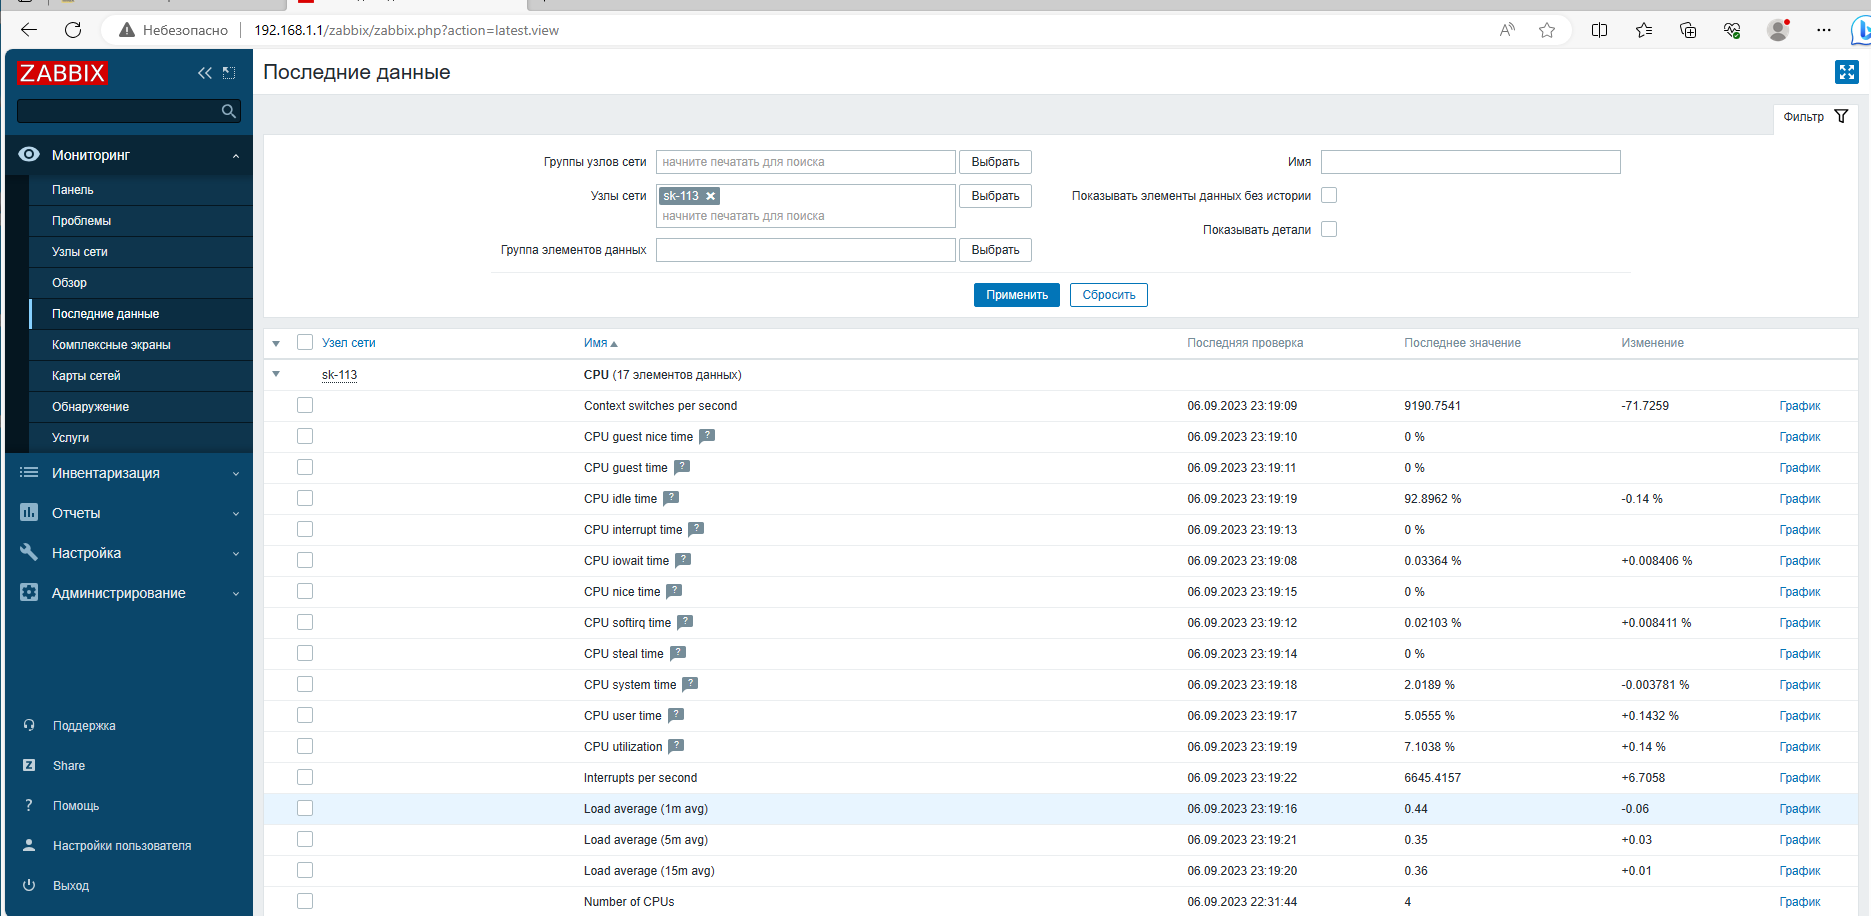 Небезопасно
192.168.1.1/zabbix/zabbix.php?action=latest.view
ZABBIX
Мониторинг
Панель
Проблемы
Узлы сети
Обзор
Последние данные
Комплексные экраны
Карты сетей
Обнаружение
Услуги
Инвентаризация
Отчеты
Настройка
Администрирование
Поддержка
Share
Помощь
Настройки пользователя
Выход
Последние данные
Фильтр
Группы узлов сети начните печатать для поиска Выбрать
Имя
Узлы сети sk-113 Выбрать
начните печатать для поиска
Показывать элементы данных без истории
Группа элементов данных Выбрать
Показывать детали
Применить Сбросить
Узел сети Имя Последняя проверка Последнее значение Изменение
sk-113 CPU (17 элементов данных)
Context switches per second 06.09.2023 23:19:09 9190.7541 -71.7259 График
CPU guest nice time ? 06.09.2023 23:19:10 0 % График
CPU guest time ? 06.09.2023 23:19:11 0 % График
CPU idle time ? 06.09.2023 23:19:19 92.8962 % -0.14 % График
CPU interrupt time ? 06.09.2023 23:19:13 0 % График
CPU iowait time ? 06.09.2023 23:19:08 0.03364 % +0.008406 % График
CPU nice time ? 06.09.2023 23:19:15 0 % График
CPU softirq time ? 06.09.2023 23:19:12 0.02103 % +0.008411 % График
CPU steal time ? 06.09.2023 23:19:14 0 % График
CPU system time ? 06.09.2023 23:19:18 2.0189 % -0.003781 % График
CPU user time ? 06.09.2023 23:19:17 5.0555 % +0.1432 % График
CPU utilization ? 06.09.2023 23:19:19 7.1038 % +0.14 % График
Interrupts per second 06.09.2023 23:19:22 6645.4157 +6.7058 График
Load average (1m avg) 06.09.2023 23:19:16 0.44 -0.06 График
Load average (5m avg) 06.09.2023 23:19:21 0.35 +0.03 График
Load average (15m avg) 06.09.2023 23:19:20 0.36 +0.01 График
Number of CPUs 06.09.2023 22:31:44 4 График